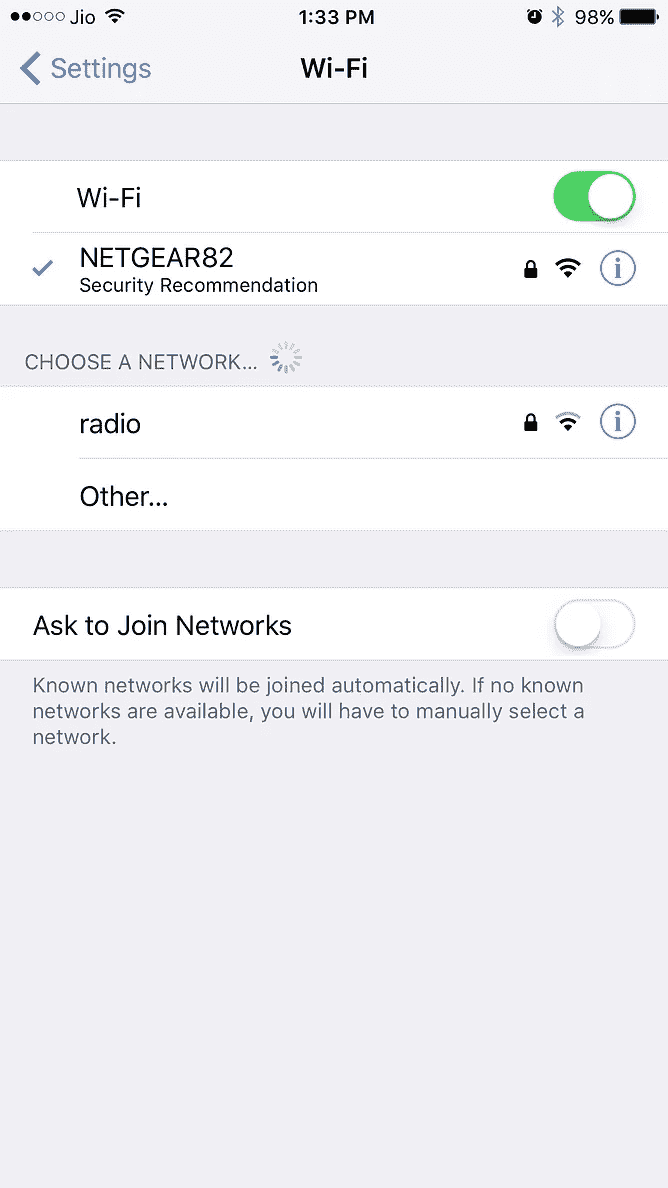 Jio 1:33 PM 98%
Settings Wi-Fi
Wi-Fi
NETGEAR82
Security Recommendation
CHOOSE A NETWORK...
radio
Other...
Ask to Join Networks
Known networks will be joined automatically. If no known
networks are available, you will have to manually select a
network.